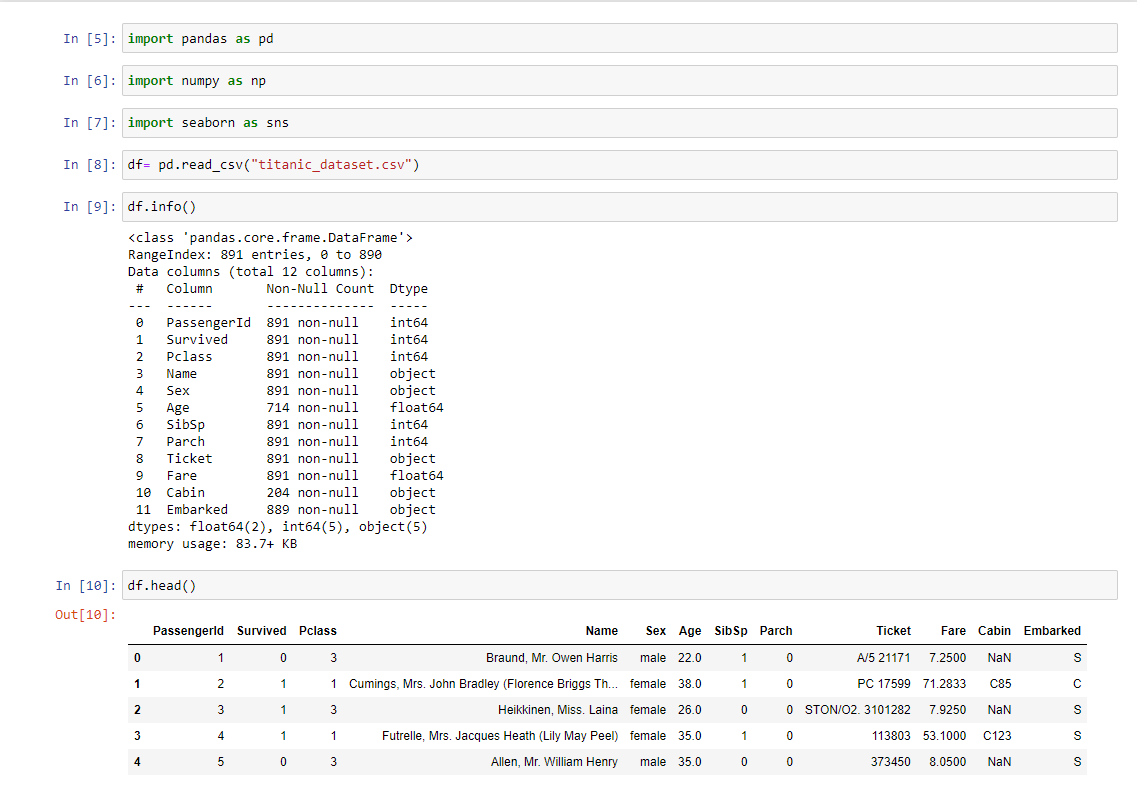 In [5]: import pandas as pd
In [6]: import numpy as np
In [7]: import seaborn as sns
In [8]: df= pd.read_csv("titanic_dataset.csv")
In [9]: df.info()
<class 'pandas.core.frame.DataFrame'>
RangeIndex: 891 entries, 0 to 890
Data columns (total 12 columns):
 #   Column       Non-Null Count  Dtype
---  ------       --------------  -----
 0   PassengerId  891 non-null    int64
 1   Survived     891 non-null    int64
 2   Pclass       891 non-null    int64
 3   Name         891 non-null    object
 4   Sex          891 non-null    object
 5   Age          714 non-null    float64
 6   SibSp        891 non-null    int64
 7   Parch        891 non-null    int64
 8   Ticket       891 non-null    object
 9   Fare         891 non-null    float64
 10  Cabin        204 non-null    object
 11  Embarked     889 non-null    object
dtypes: float64(2), int64(5), object(5)
memory usage: 83.7+ KB
In [10]: df.head()
Out[10]:
PassengerId Survived Pclass Name Sex Age SibSp Parch Ticket Fare Cabin Embarked
0 1 0 3 Braund, Mr. Owen Harris male 22.0 1 0 A/5 21171 7.2500 NaN S
1 2 1 1 Cumings, Mrs. John Bradley (Florence Briggs Th... female 38.0 1 0 PC 17599 71.2833 C85 C
2 3 1 3 Heikkinen, Miss. Laina female 26.0 0 0 STON/O2. 3101282 7.9250 NaN S
3 4 1 1 Futrelle, Mrs. Jacques Heath (Lily May Peel) female 35.0 1 0 113803 53.1000 C123 S
4 5 0 3 Allen, Mr. William Henry male 35.0 0 0 373450 8.0500 NaN S